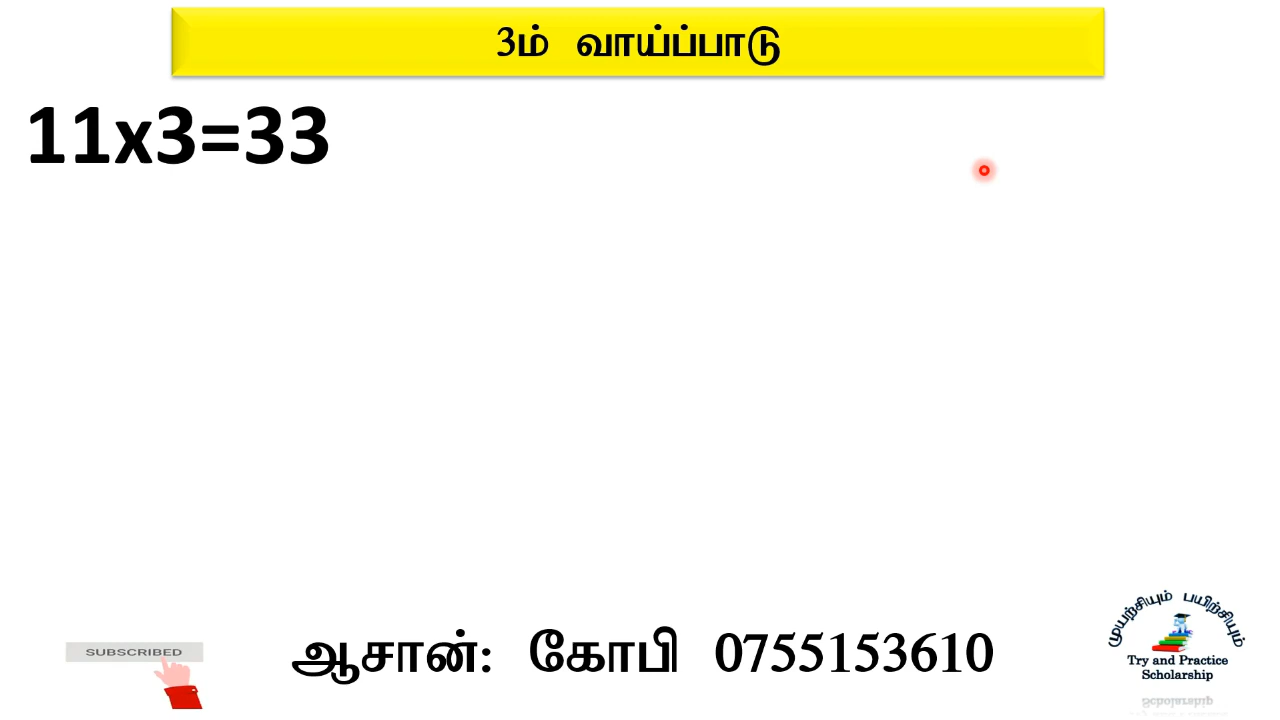 3ம் வாய்ப்பாடு
11x3=33
SUBSCRIBED
ஆசான்: கோபி 0755153610
முயற்சியும் பயிற்சியும்
Try and Practice
Scholarship